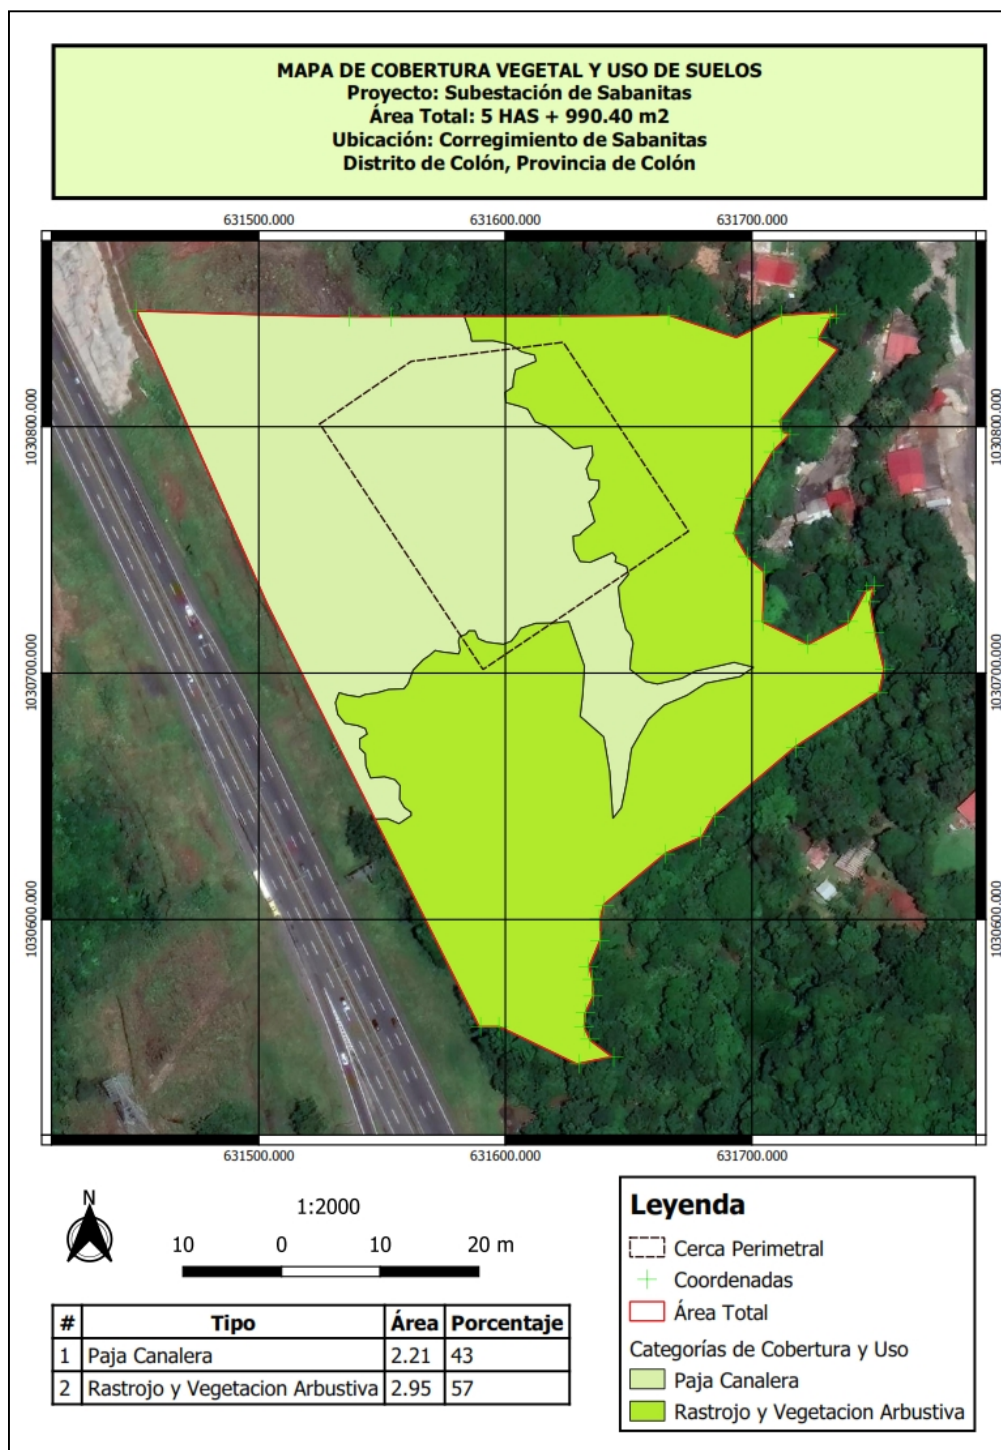 MAPA DE COBERTURA VEGETAL Y USO DE SUELOS
Proyecto: Subestación de Sabanitas
Área Total: 5 HAS + 990.40 m2
Ubicación: Corregimiento de Sabanitas
Distrito de Colón, Provincia de Colón
631500.000 631600.000 631700.000
1030800.000 1030800.000
1030700.000 1030700.000
1030600.000 1030600.000
631500.000 631600.000 631700.000
N
1:2000
10 0 10 20 m
# Tipo Área Porcentaje
1 Paja Canalera 2.21 43
2 Rastrojo y Vegetacion Arbustiva 2.95 57
Leyenda
Cerca Perimetral
Coordenadas
Área Total
Categorías de Cobertura y Uso
Paja Canalera
Rastrojo y Vegetacion Arbustiva